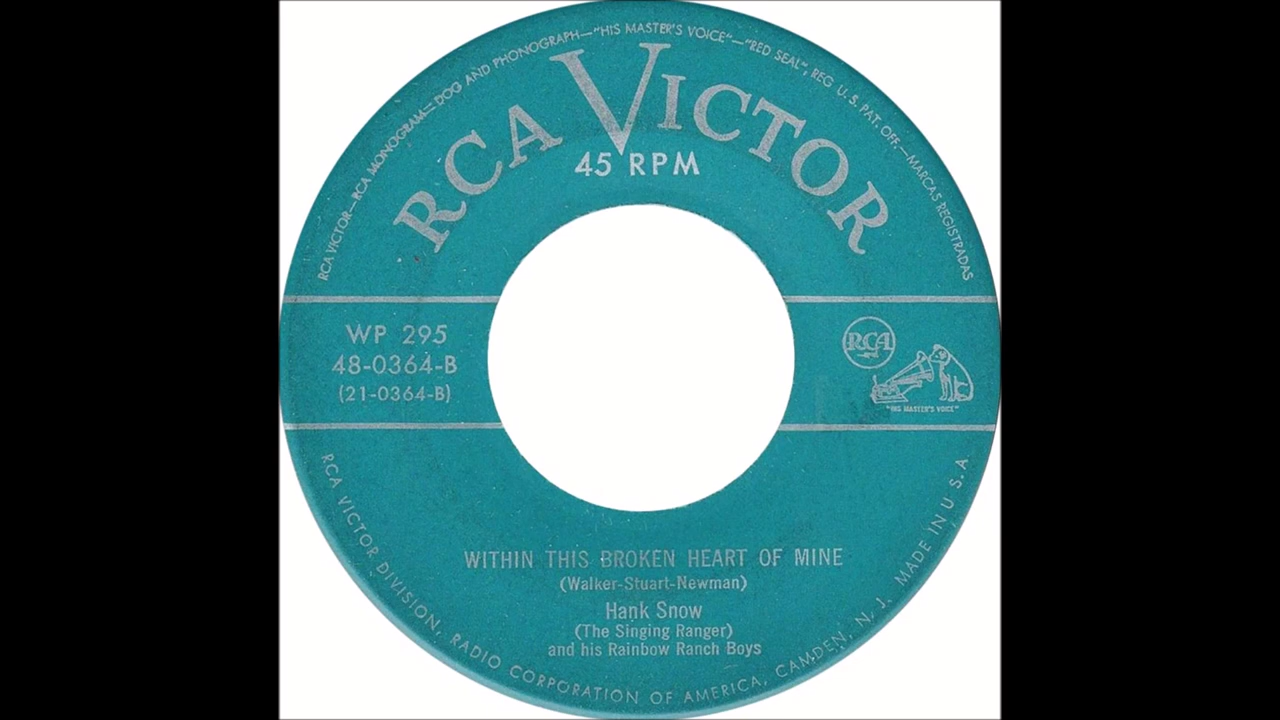 RCA VICTOR—RCA MONOGRAM—DOG AND PHONOGRAPH—"HIS MASTER'S VOICE"—"RED SEAL", REG U.S. PAT. OFF.—MARCAS REGISTRADAS
RCA VICTOR
45 RPM
WP 295
48-0364-B
(21-0364-B)
RCA
"HIS MASTER'S VOICE"
WITHIN THIS BROKEN HEART OF MINE
(Walker-Stuart-Newman)
Hank Snow
(The Singing Ranger)
and his Rainbow Ranch Boys
RCA VICTOR DIVISION, RADIO CORPORATION OF AMERICA, CAMDEN, N. J. MADE IN U. S. A